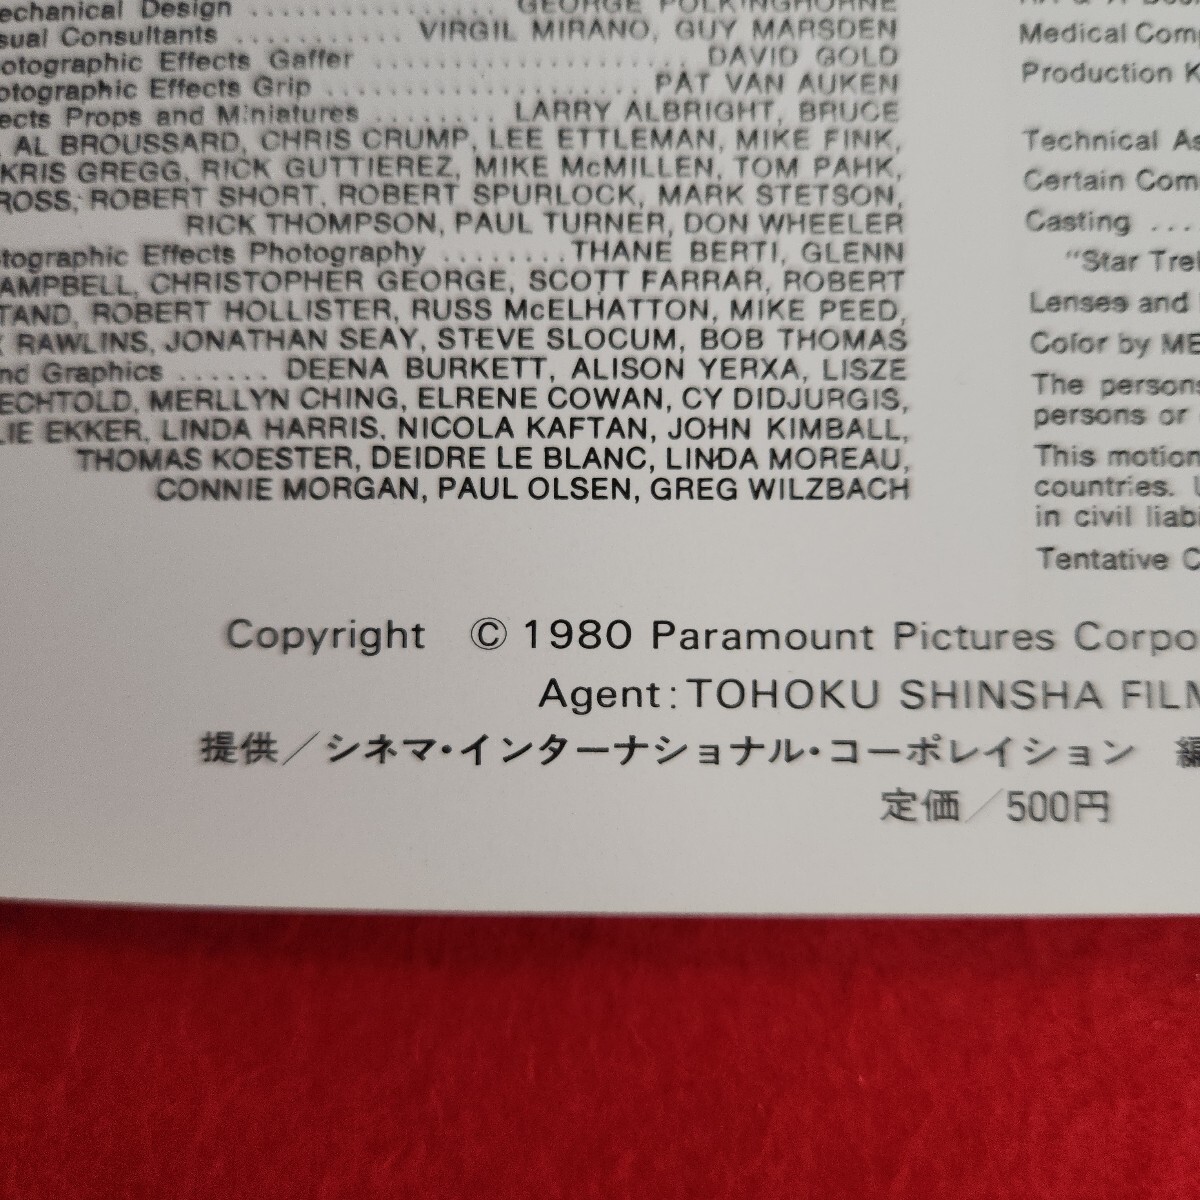 echanical Design .................. GEORGE POLKINGHORNE
sual Consultants ............ VIRGIL MIRANO, GUY MARSDEN
otographic Effects Gaffer ...................... DAVID GOLD
otographic Effects Grip .................... PAT VAN AUKEN
ects Props and Miniatures ........ LARRY ALBRIGHT, BRUCE
AL BROUSSARD, CHRIS CRUMP, LEE ETTLEMAN, MIKE FINK,
KRIS GREGG, RICK GUTTIEREZ, MIKE McMILLEN, TOM PAHK,
ROSS, ROBERT SHORT, ROBERT SPURLOCK, MARK STETSON,
RICK THOMPSON, PAUL TURNER, DON WHEELER
tographic Effects Photography ........ THANE BERTI, GLENN
AMPBELL, CHRISTOPHER GEORGE, SCOTT FARRAR, ROBERT
TAND, ROBERT HOLLISTER, RUSS McELHATTON, MIKE PEED,
RAWLINS, JONATHAN SEAY, STEVE SLOCUM, BOB THOMAS
nd Graphics ...... DEENA BURKETT, ALISON YERXA, LISZE
ECHTOLD, MERLLYN CHING, ELRENE COWAN, CY DIDJURGIS,
LIE EKKER, LINDA HARRIS, NICOLA KAFTAN, JOHN KIMBALL,
THOMAS KOESTER, DEIDRE LE BLANC, LINDA MOREAU,
CONNIE MORGAN, PAUL OLSEN, GREG WILZBACH
Medical Com
Production K
Technical As
Certain Com
Casting ....
"Star Trel
Lenses and
Color by ME
The persons
persons or
This motion
countries. U
in civil liabi
Tentative C
Copyright © 1980 Paramount Pictures Corpo
Agent : TOHOKU SHINSHA FILM
提供／シネマ・インターナショナル・コーポレイション 編
定価／500円